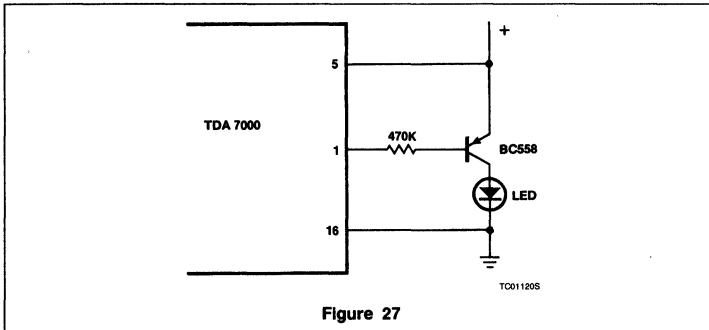 +
5
TDA 7000
470K
1
BC558
LED
16
TC01120S
Figure 27